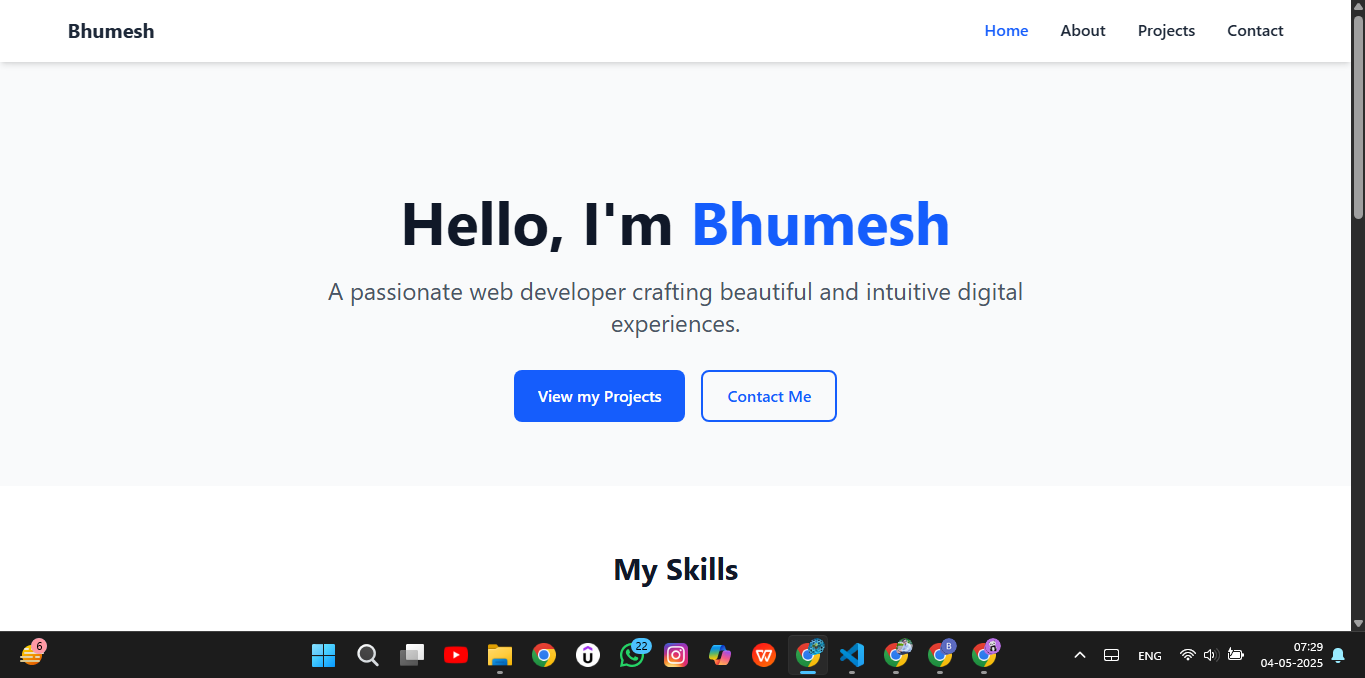 Bhumesh
Home About Projects Contact
Hello, I'm Bhumesh
A passionate web developer crafting beautiful and intuitive digital
experiences.
View my Projects Contact Me
My Skills
6
22
B
ENG
07:29
04-05-2025